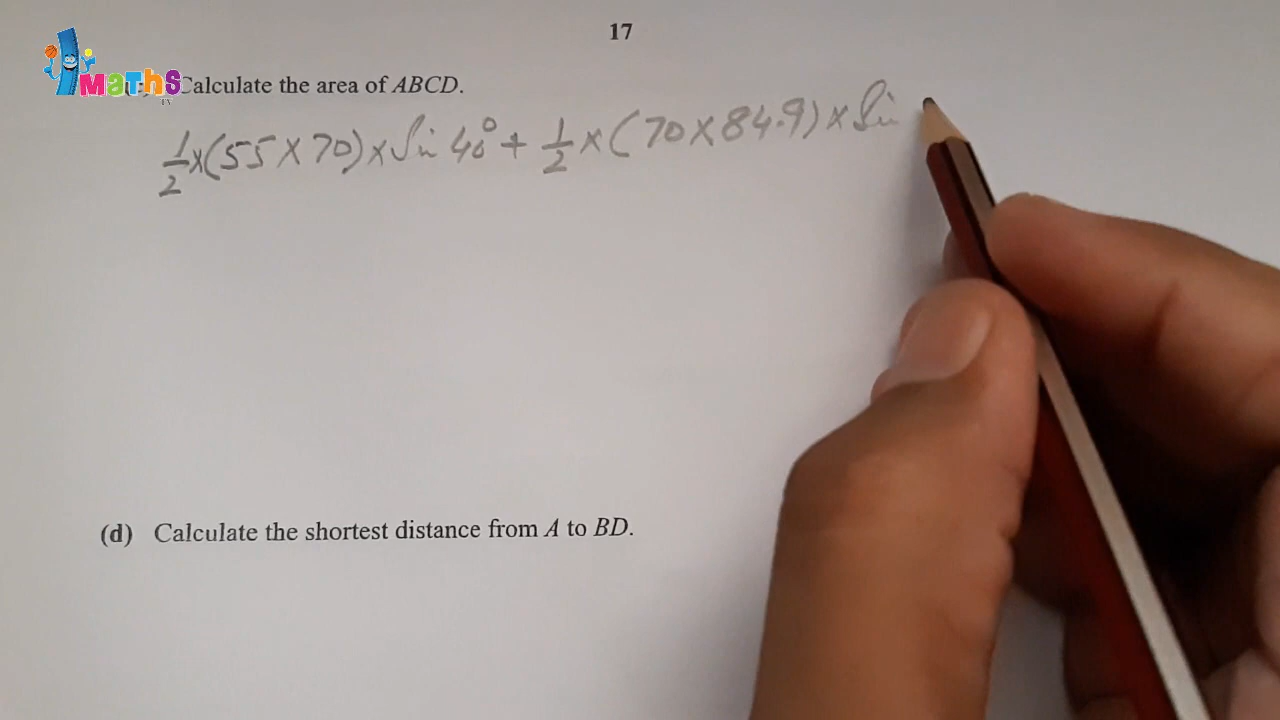 17
MaTHS
TV
Calculate the area of ABCD.
1/2 x (55 x 70) x Sin 40° + 1/2 x (70 x 84.9) x Sin
(d) Calculate the shortest distance from A to BD.